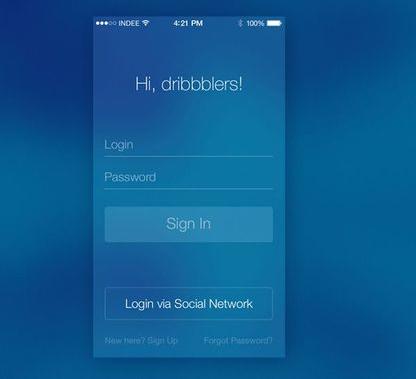 INDEE 4:21 PM 100%
Hi, dribbblers!
Login
Password
Sign In
Login via Social Network
New here? Sign Up Forgot Password?